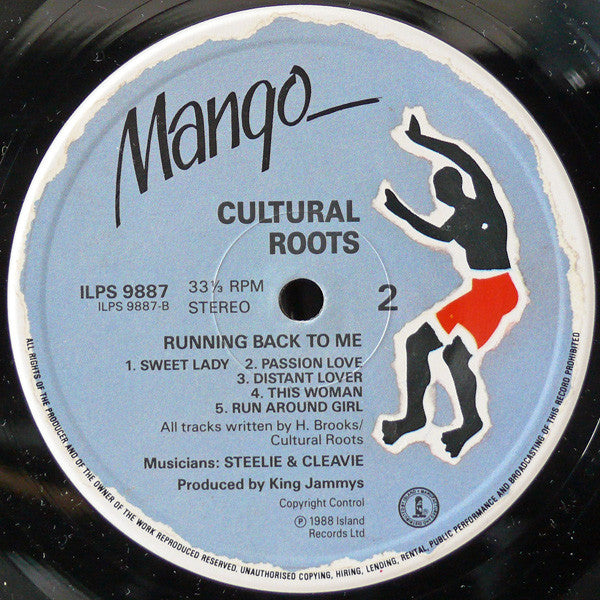 Mango
CULTURAL
ROOTS
ILPS 9887
ILPS 9887-B
33⅓ RPM
STEREO
2
RUNNING BACK TO ME
1. SWEET LADY 2. PASSION LOVE
3. DISTANT LOVER
4. THIS WOMAN
5. RUN AROUND GIRL
All tracks written by H. Brooks/
Cultural Roots
Musicians: STEELIE & CLEAVIE
Produced by King Jammys
Copyright Control
Ⓟ 1988 Island
Records Ltd
ALL RIGHTS OF THE PRODUCER AND OF THE OWNER OF THE WORK REPRODUCED RESERVED. UNAUTHORISED COPYING, HIRING, LENDING, RENTAL, PUBLIC PERFORMANCE AND BROADCASTING OF THIS RECORD PROHIBITED